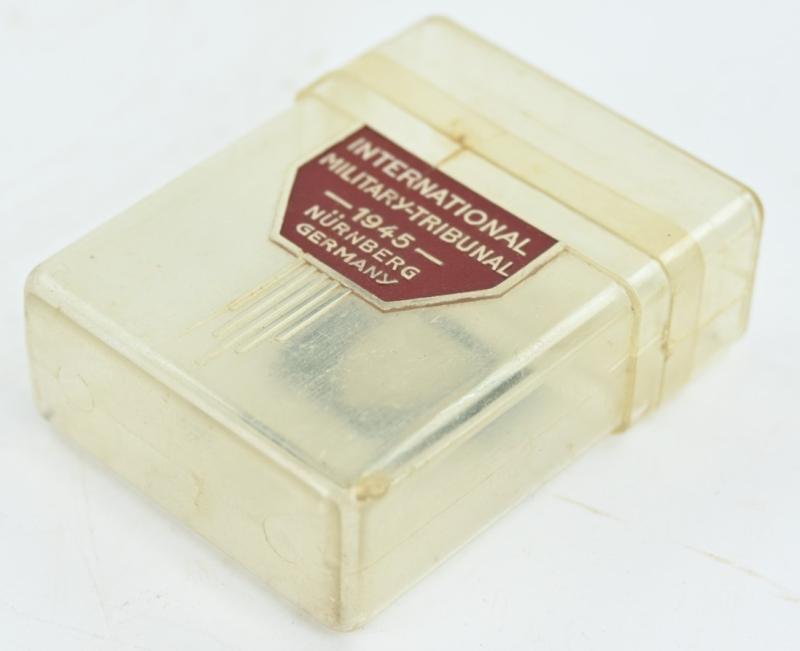 INTERNATIONAL
MILITARY-TRIBUNAL
— 1945 —
NÜRNBERG
GERMANY